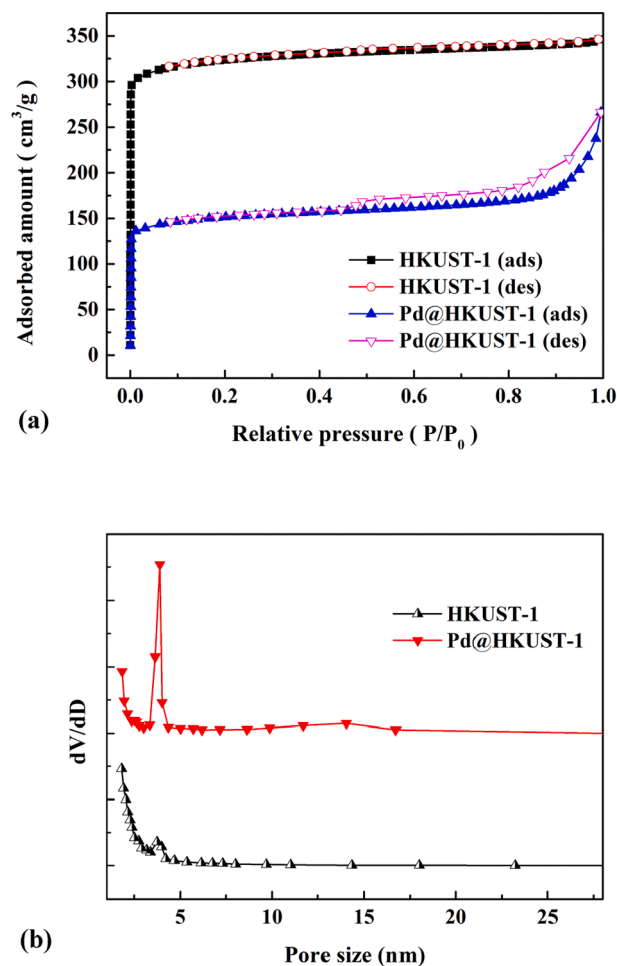 350
300
250
200
150
100
50
0
Adsorbed amount ( cm³/g )
HKUST-1 (ads)
HKUST-1 (des)
Pd@HKUST-1 (ads)
Pd@HKUST-1 (des)
0.0 0.2 0.4 0.6 0.8 1.0
(a)
Relative pressure ( P/P₀ )
HKUST-1
Pd@HKUST-1
dV/dD
5 10 15 20 25
(b)
Pore size (nm)